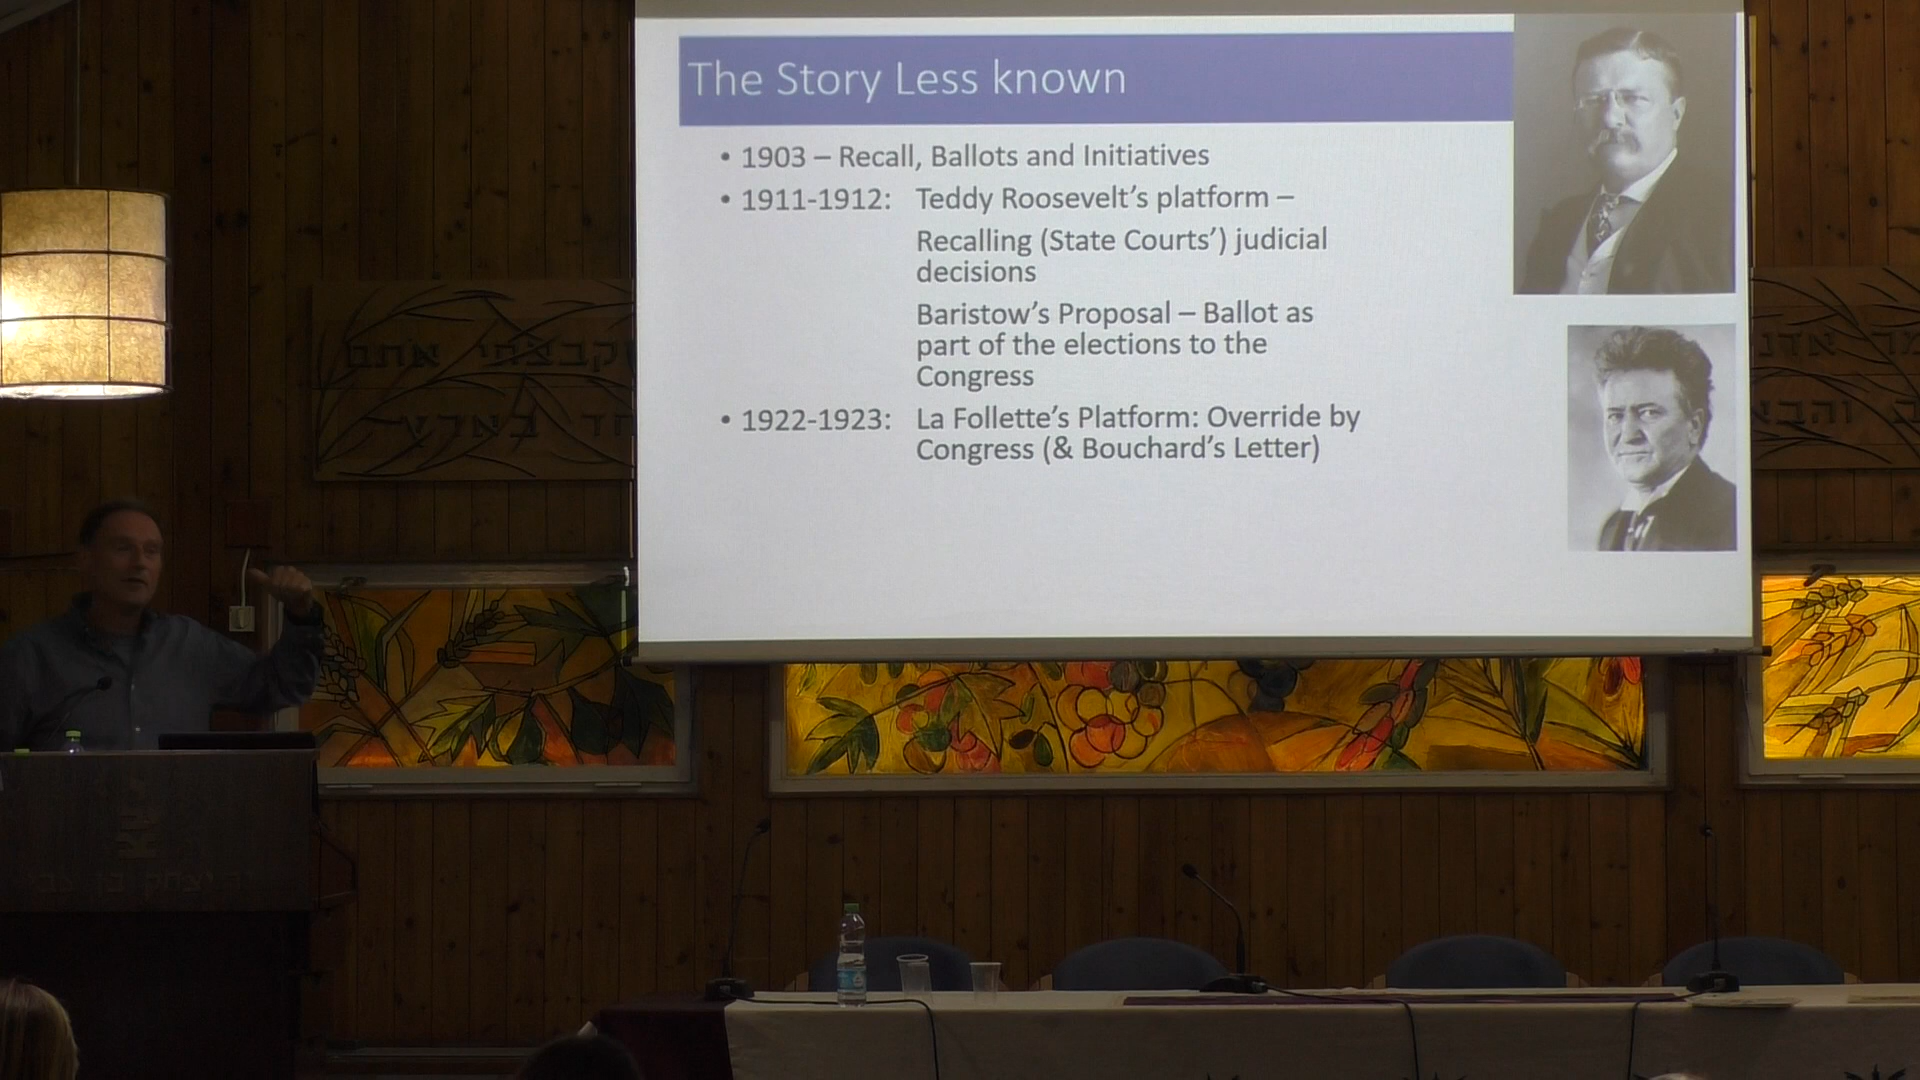 The Story Less known
• 1903 – Recall, Ballots and Initiatives
• 1911-1912: Teddy Roosevelt’s platform –
Recalling (State Courts’) judicial
decisions
Baristow’s Proposal – Ballot as
part of the elections to the
Congress
• 1922-1923: La Follette’s Platform: Override by
Congress (& Bouchard’s Letter)
אתם
בארץ